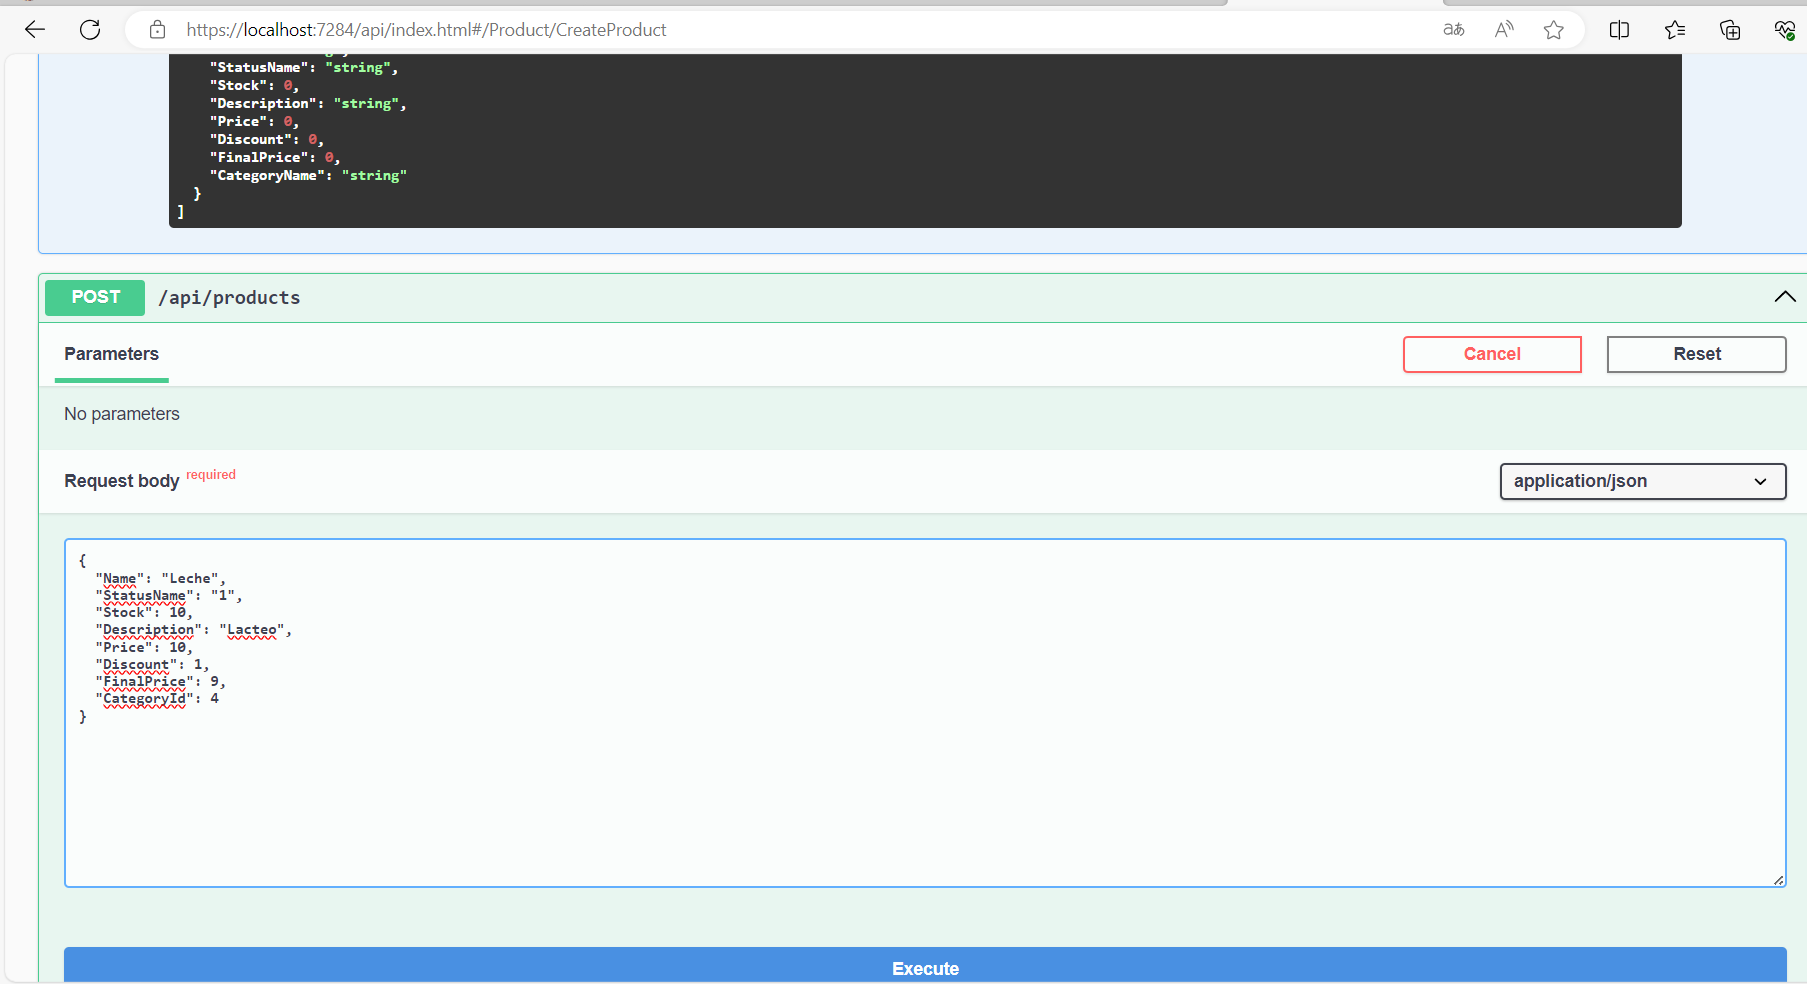 https://localhost:7284/api/index.html#/Product/CreateProduct
"StatusName": "string",
"Stock": 0,
"Description": "string",
"Price": 0,
"Discount": 0,
"FinalPrice": 0,
"CategoryName": "string"
}
]
POST /api/products
Parameters
Cancel
Reset
No parameters
Request body required
application/json
{
"Name": "Leche",
"StatusName": "1",
"Stock": 10,
"Description": "Lacteo",
"Price": 10,
"Discount": 1,
"FinalPrice": 9,
"CategoryId": 4
}
Execute